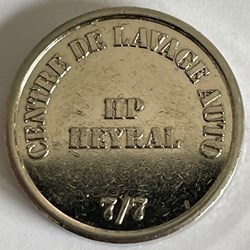 CENTRE DE LAVAGE AUTO
HP
HEYRAL
7/7